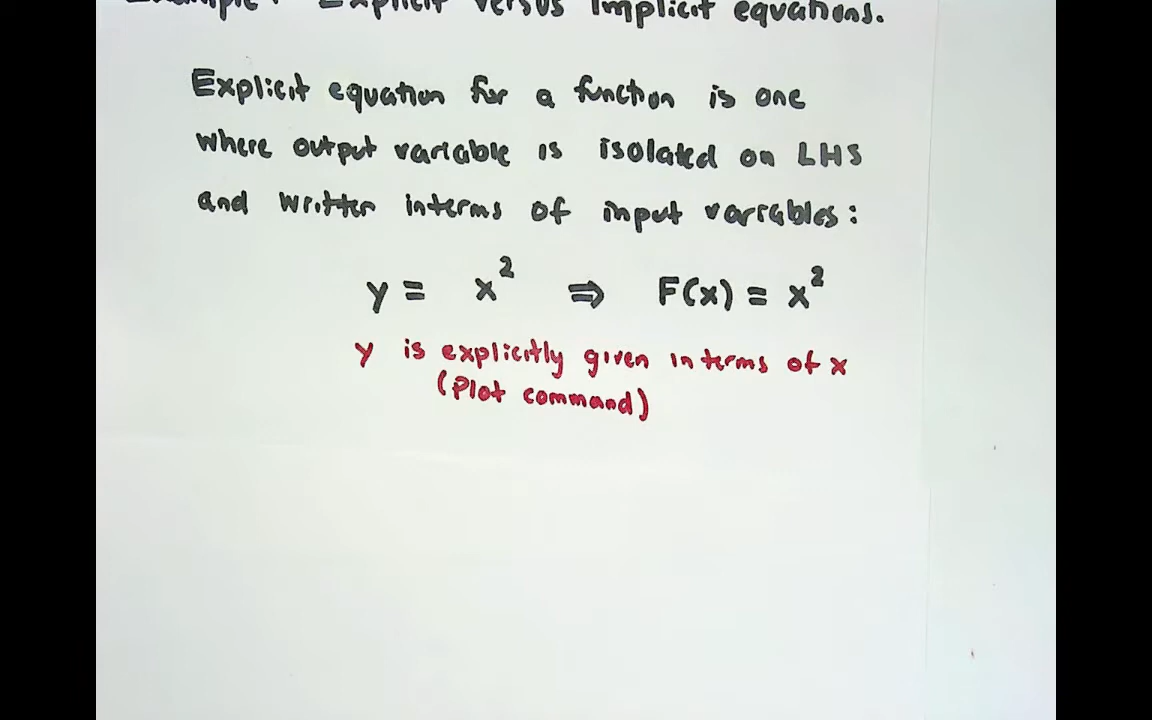 Example: Explicit versus Implicit equations.
Explicit equation for a function is one
where output variable is isolated on LHS
and written interms of input variables:
y = x² ⇒ F(x) = x²
y is explicitly given interms of x
(Plot command)